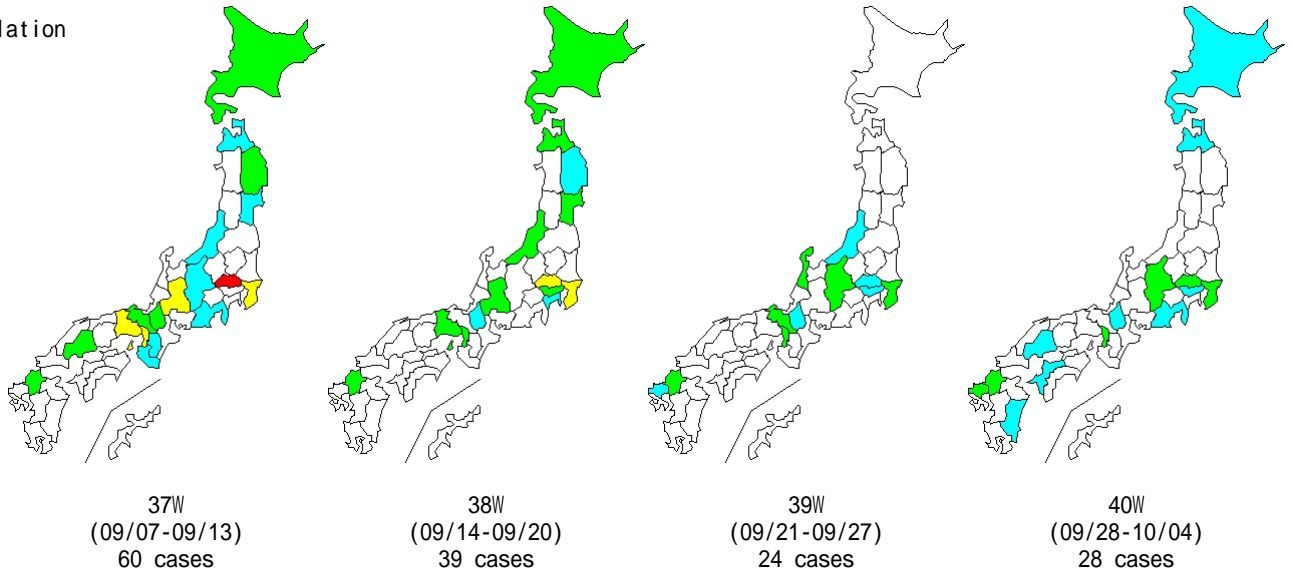 lation
37W
(09/07-09/13)
60 cases
38W
(09/14-09/20)
39 cases
39W
(09/21-09/27)
24 cases
40W
(09/28-10/04)
28 cases